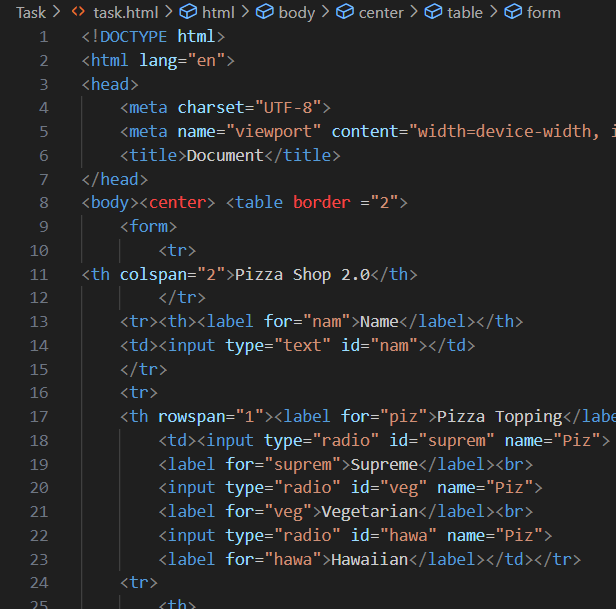 Task > task.html > html > body > center > table > form
1 <!DOCTYPE html>
2 <html lang="en">
3 <head>
4 <meta charset="UTF-8">
5 <meta name="viewport" content="width=device-width, i
6 <title>Document</title>
7 </head>
8 <body><center> <table border ="2">
9 <form>
10 <tr>
11 <th colspan="2">Pizza Shop 2.0</th>
12 </tr>
13 <tr><th><label for="nam">Name</label></th>
14 <td><input type="text" id="nam"></td>
15 </tr>
16 <tr>
17 <th rowspan="1"><label for="piz">Pizza Topping</labe
18 <td><input type="radio" id="suprem" name="Piz">
19 <label for="suprem">Supreme</label><br>
20 <input type="radio" id="veg" name="Piz">
21 <label for="veg">Vegetarian</label><br>
22 <input type="radio" id="hawa" name="Piz">
23 <label for="hawa">Hawaiian</label></td></tr>
24 <tr>
25 <th>